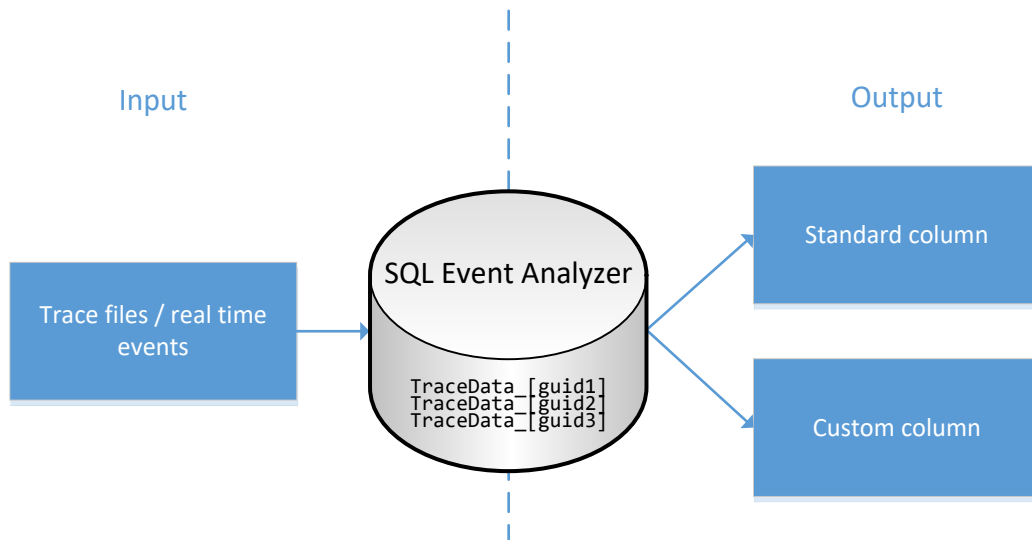 Input
Output
Trace files / real time
events
SQL Event Analyzer
TraceData_[guid1]
TraceData_[guid2]
TraceData_[guid3]
Standard column
Custom column